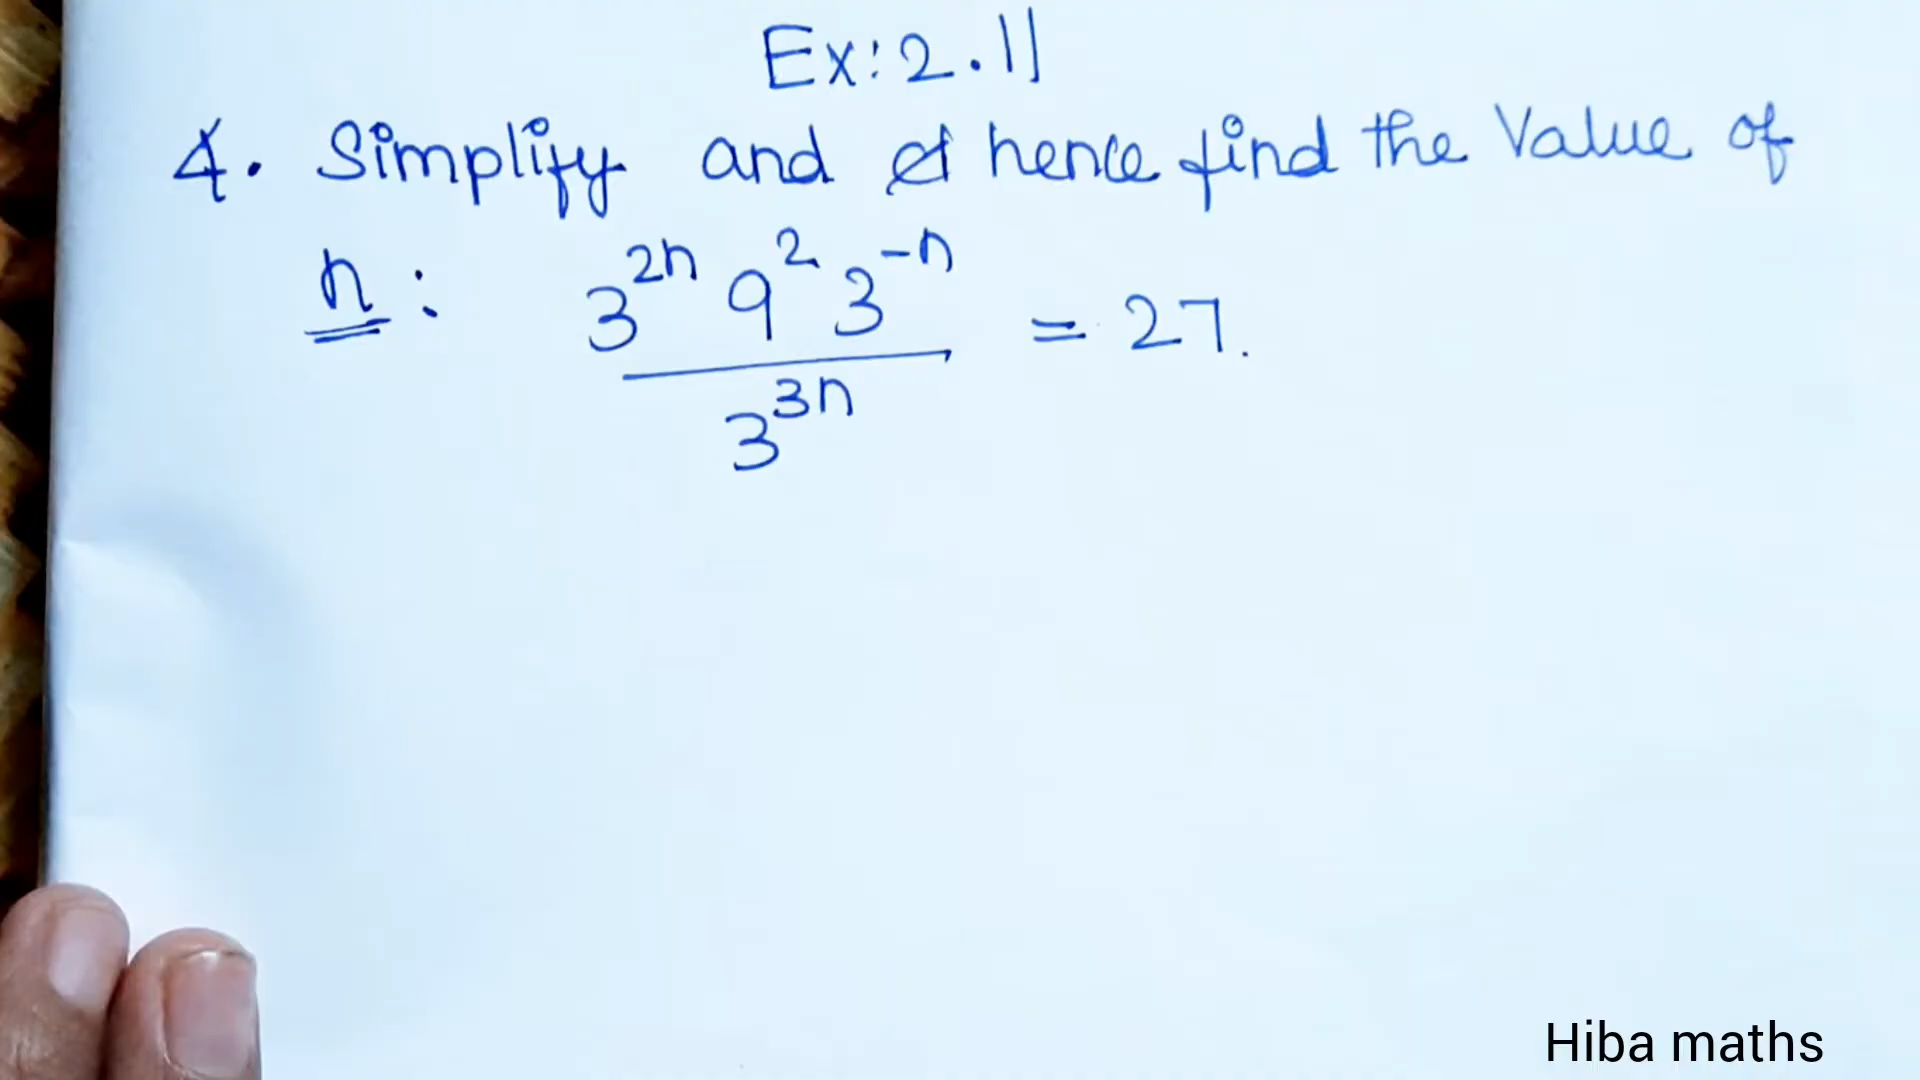 Ex: 2.11
4. Simplify and hence find the Value of
n : 3^2n 9^2 3^-n / 3^3n = 27.
Hiba maths